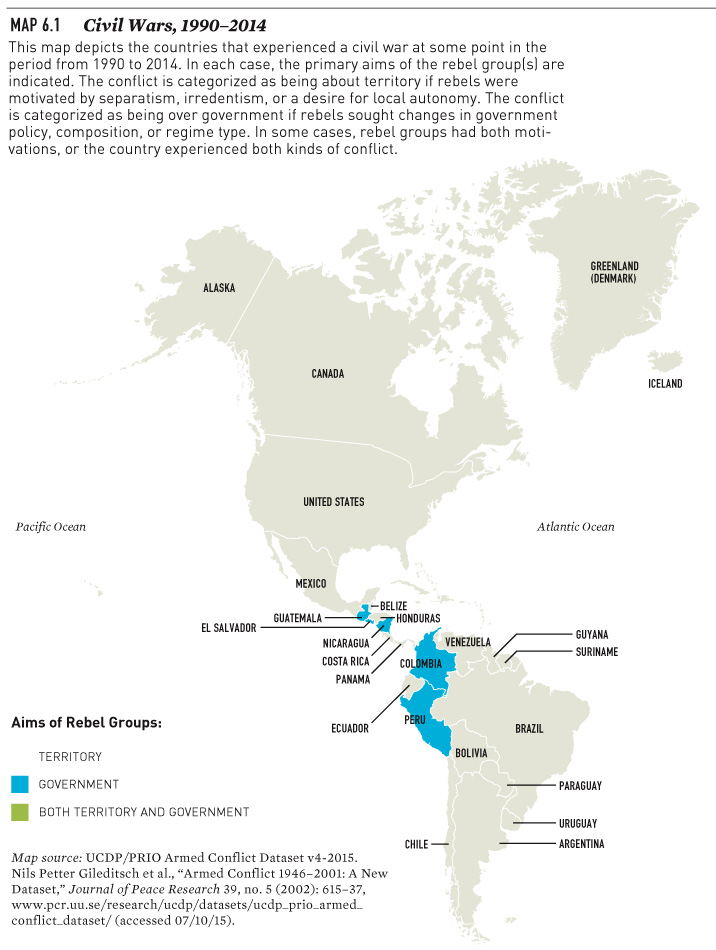 MAP 6.1 Civil Wars, 1990–2014
This map depicts the countries that experienced a civil war at some point in the
period from 1990 to 2014. In each case, the primary aims of the rebel group(s) are
indicated. The conflict is categorized as being about territory if rebels were
motivated by separatism, irredentism, or a desire for local autonomy. The conflict
is categorized as being over government if rebels sought changes in government
policy, composition, or regime type. In some cases, rebel groups had both moti-
vations, or the country experienced both kinds of conflict.
GREENLAND
(DENMARK)
ALASKA
CANADA
ICELAND
UNITED STATES
Pacific Ocean
Atlantic Ocean
MEXICO
BELIZE
GUATEMALA
HONDURAS
EL SALVADOR
NICARAGUA
VENEZUELA
GUYANA
SURINAME
COSTA RICA
COLOMBIA
PANAMA
ECUADOR
PERU
BRAZIL
BOLIVIA
PARAGUAY
URUGUAY
CHILE
ARGENTINA
Aims of Rebel Groups:
TERRITORY
GOVERNMENT
BOTH TERRITORY AND GOVERNMENT
Map source: UCDP/PRIO Armed Conflict Dataset v4-2015.
Nils Petter Gileditsch et al., “Armed Conflict 1946–2001: A New
Dataset,” Journal of Peace Research 39, no. 5 (2002): 615–37,
www.pcr.uu.se/research/ucdp/datasets/ucdp_prio_armed_
conflict_dataset/ (accessed 07/10/15).